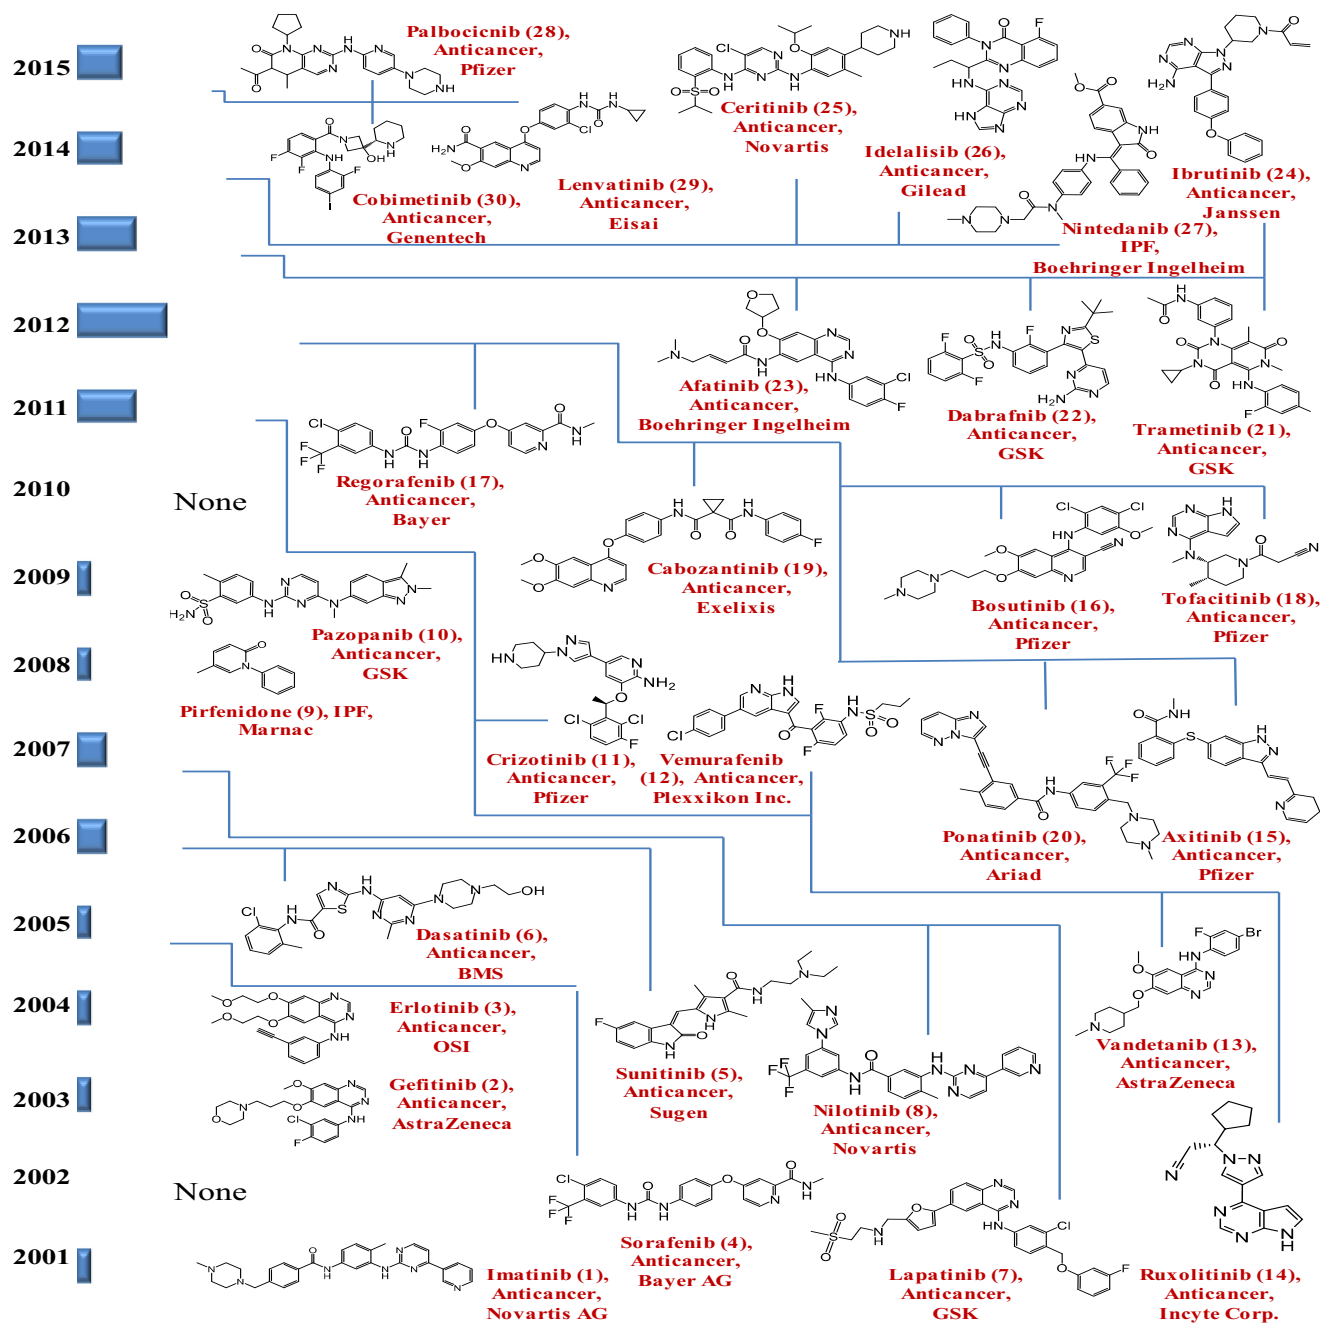 2015
Palbocicnib (28),
Anticancer,
Pfizer
Ceritinib (25),
Anticancer,
Novartis
Idelalisib (26),
Anticancer,
Gilead
Ibrutinib (24),
Anticancer,
Janssen
2014
Cobimetinib (30),
Anticancer,
Genentech
Lenvatinib (29),
Anticancer,
Eisai
Nintedanib (27),
IPF,
Boehringer Ingelheim
2013
2012
Afatinib (23),
Anticancer,
Boehringer Ingelheim
Dabrafnib (22),
Anticancer,
GSK
Trametinib (21),
Anticancer,
GSK
2011
Regorafenib (17),
Anticancer,
Bayer
2010
None
Cabozantinib (19),
Anticancer,
Exelixis
Bosutinib (16),
Anticancer,
Pfizer
Tofacitinib (18),
Anticancer,
Pfizer
2009
Pazopanib (10),
Anticancer,
GSK
2008
Pirfenidone (9), IPF,
Marnac
2007
Crizotinib (11),
Anticancer,
Pfizer
Vemurafenib
(12), Anticancer,
Plexxikon Inc.
Ponatinib (20),
Anticancer,
Ariad
Axitinib (15),
Anticancer,
Pfizer
2006
2005
Dasatinib (6),
Anticancer,
BMS
2004
Erlotinib (3),
Anticancer,
OSI
Sunitinib (5),
Anticancer,
Sugen
Nilotinib (8),
Anticancer,
Novartis
Vandetanib (13),
Anticancer,
AstraZeneca
2003
Gefitinib (2),
Anticancer,
AstraZeneca
2002
None
2001
Imatinib (1),
Anticancer,
Novartis AG
Sorafenib (4),
Anticancer,
Bayer AG
Lapatinib (7),
Anticancer,
GSK
Ruxolitinib (14),
Anticancer,
Incyte Corp.